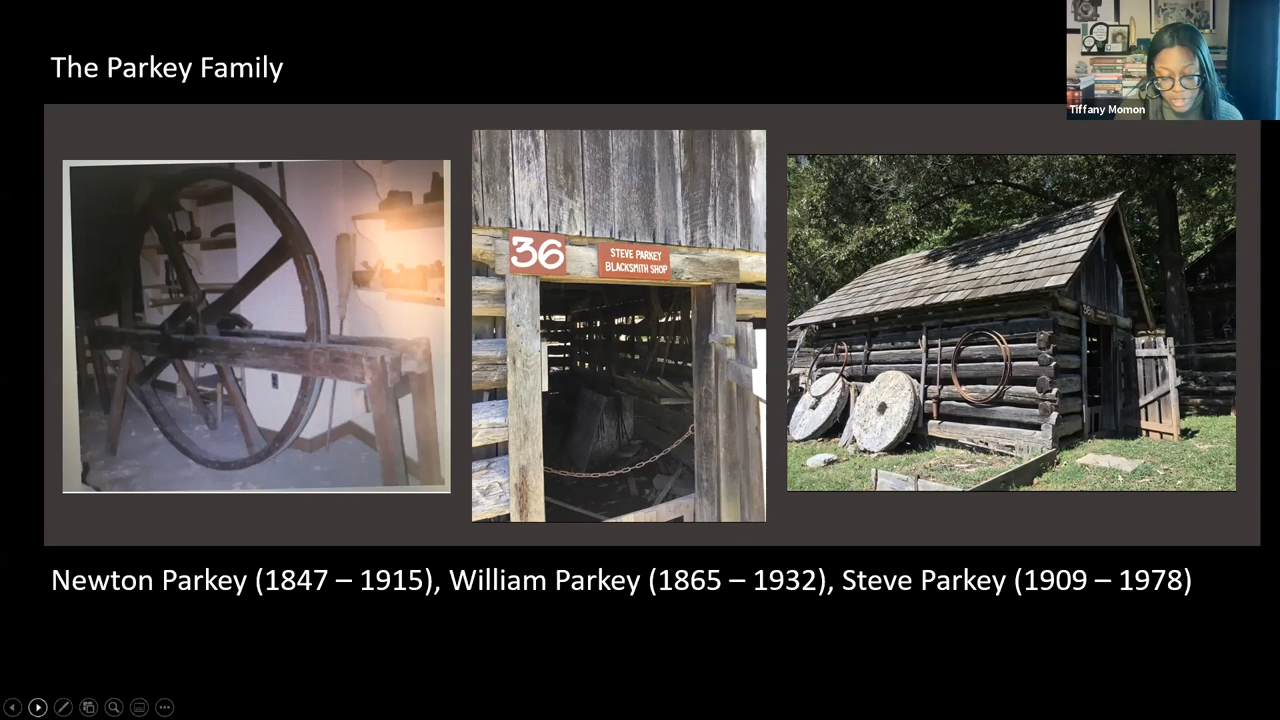 The Parkey Family
Tiffany Momon
36
STEVE PARKEY
BLACKSMITH SHOP
Newton Parkey (1847 – 1915), William Parkey (1865 – 1932), Steve Parkey (1909 – 1978)